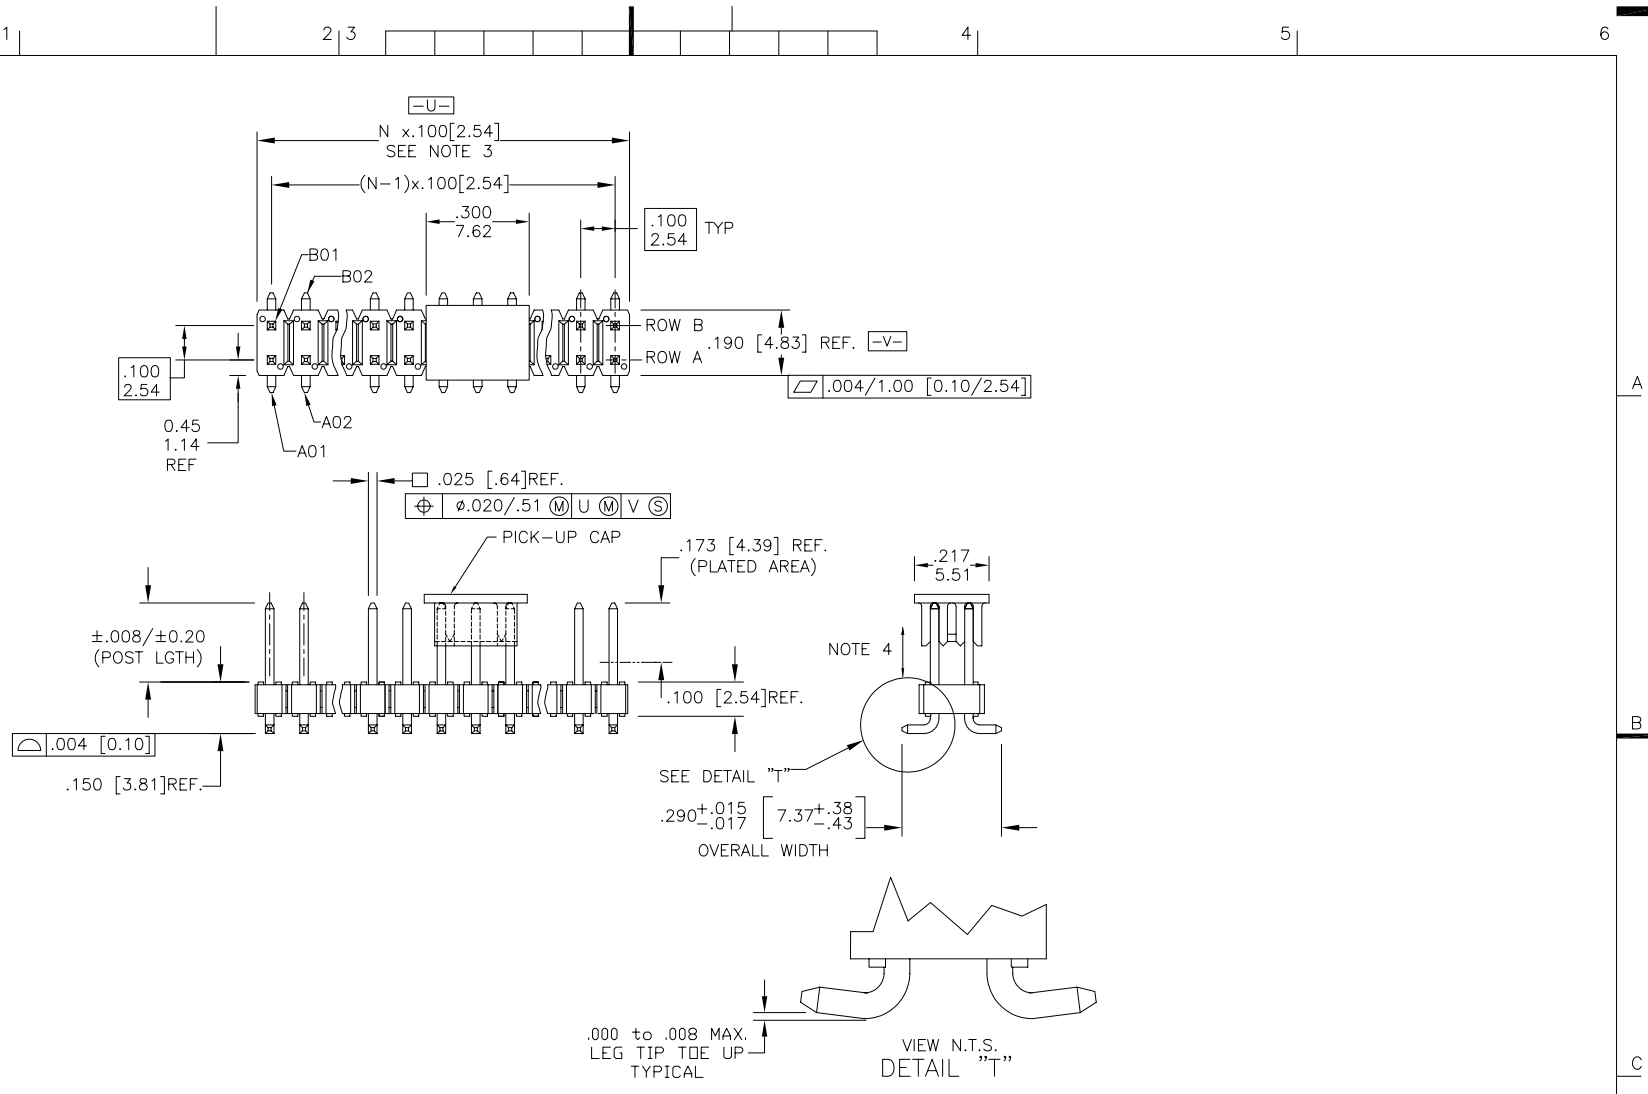 1
2
3
4
5
6
-U-
N x.100[2.54]
SEE NOTE 3
(N-1)x.100[2.54]
.300
7.62
.100
2.54
TYP
B01
B02
ROW B
.190 [4.83] REF.
-V-
ROW A
.100
2.54
.004/1.00 [0.10/2.54]
A
0.45
1.14
REF
A02
A01
.025 [.64]REF.
⌀.020/.51 Ⓜ U Ⓜ V Ⓢ
PICK-UP CAP
.173 [4.39] REF.
(PLATED AREA)
.217
5.51
±.008/±0.20
(POST LGTH)
NOTE 4
.100 [2.54]REF.
B
.004 [0.10]
.150 [3.81]REF.
SEE DETAIL "T"
.290 +.015 -.017 [7.37 +.38 -.43]
OVERALL WIDTH
.000 to .008 MAX.
LEG TIP TOE UP
TYPICAL
VIEW N.T.S.
DETAIL "T"
C